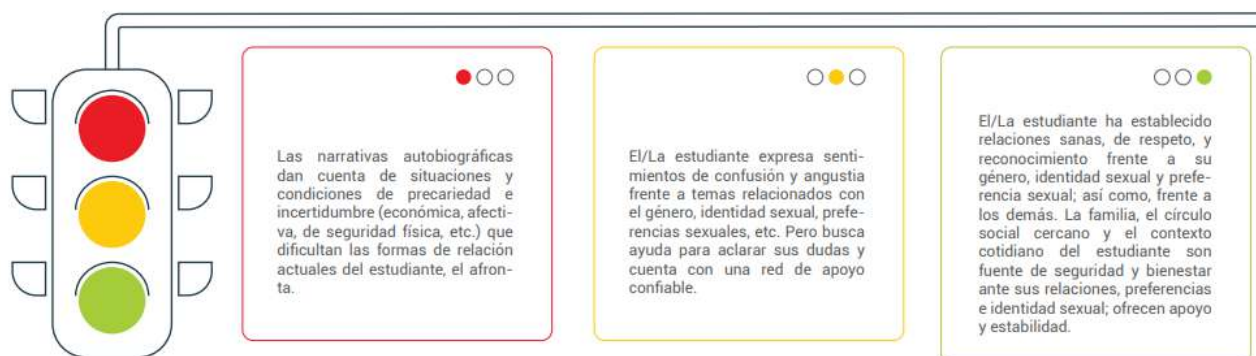 Las narrativas autobiográficas
dan cuenta de situaciones y
condiciones de precariedad e
incertidumbre (económica, afecti-
va, de seguridad física, etc.) que
dificultan las formas de relación
actuales del estudiante, el afron-
ta.
El/La estudiante expresa senti-
mientos de confusión y angustia
frente a temas relacionados con
el género, identidad sexual, prefe-
rencias sexuales, etc. Pero busca
ayuda para aclarar sus dudas y
cuenta con una red de apoyo
confiable.
El/La estudiante ha establecido
relaciones sanas, de respeto, y
reconocimiento frente a su
género, identidad sexual y prefe-
rencia sexual; así como, frente a
los demás. La familia, el círculo
social cercano y el contexto
cotidiano del estudiante son
fuente de seguridad y bienestar
ante sus relaciones, preferencias
e identidad sexual; ofrecen apoyo
y estabilidad.